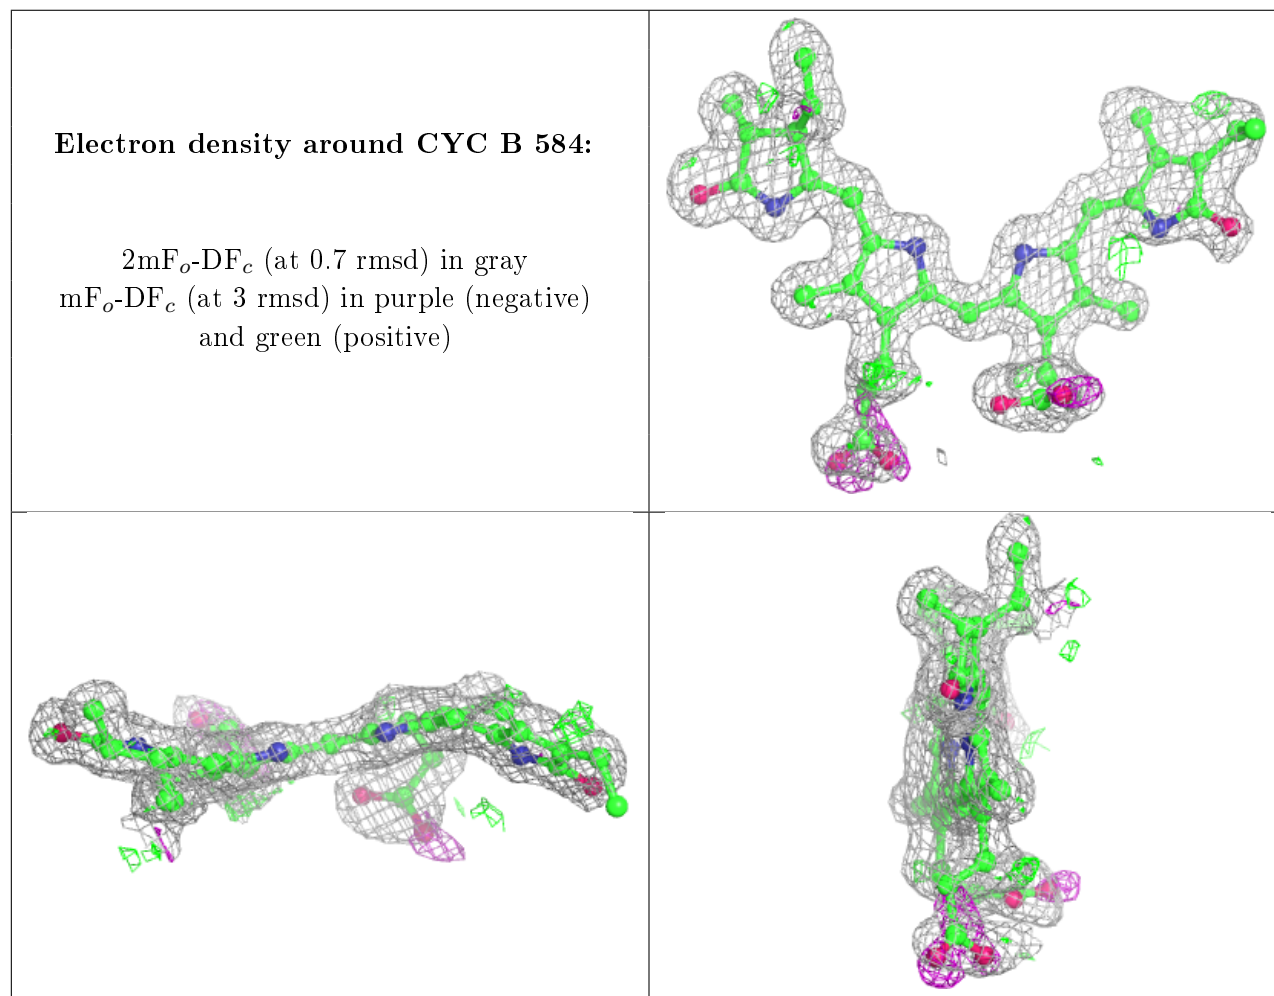 Electron density around CYC B 584:
2mFo-DFc (at 0.7 rmsd) in gray
mFo-DFc (at 3 rmsd) in purple (negative)
and green (positive)